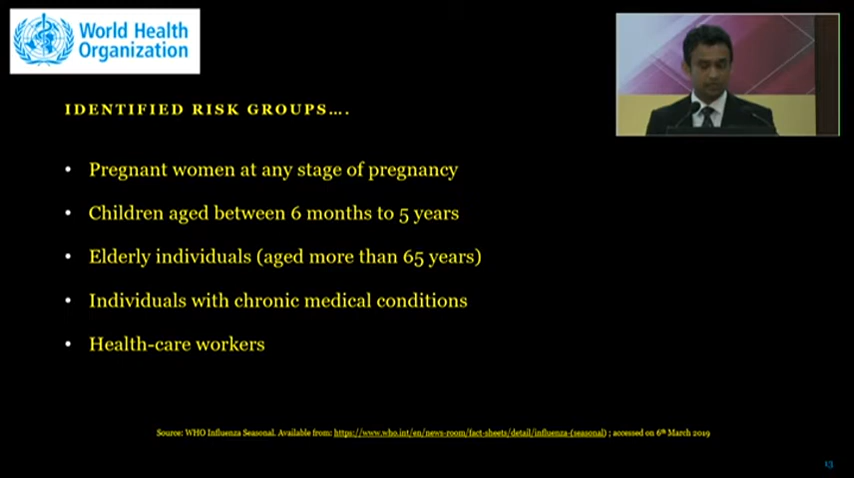 World Health
Organization
IDENTIFIED RISK GROUPS....
• Pregnant women at any stage of pregnancy
• Children aged between 6 months to 5 years
• Elderly individuals (aged more than 65 years)
• Individuals with chronic medical conditions
• Health-care workers
Source: WHO Influenza Seasonal. Available from: https://www.who.int/en/news-room/fact-sheets/detail/influenza-(seasonal) ; accessed on 6th March 2019
13